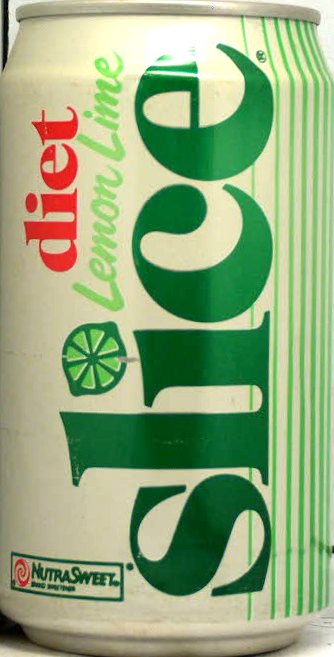 diet
Lemon Lime
slice®
NUTRASWEET®*
BRAND SWEETENER